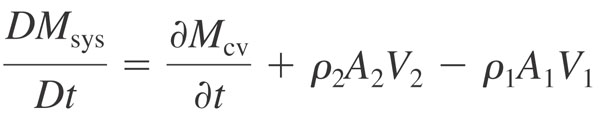 DM_sys/Dt = ∂M_cv/∂t + ρ₂A₂V₂ − ρ₁A₁V₁